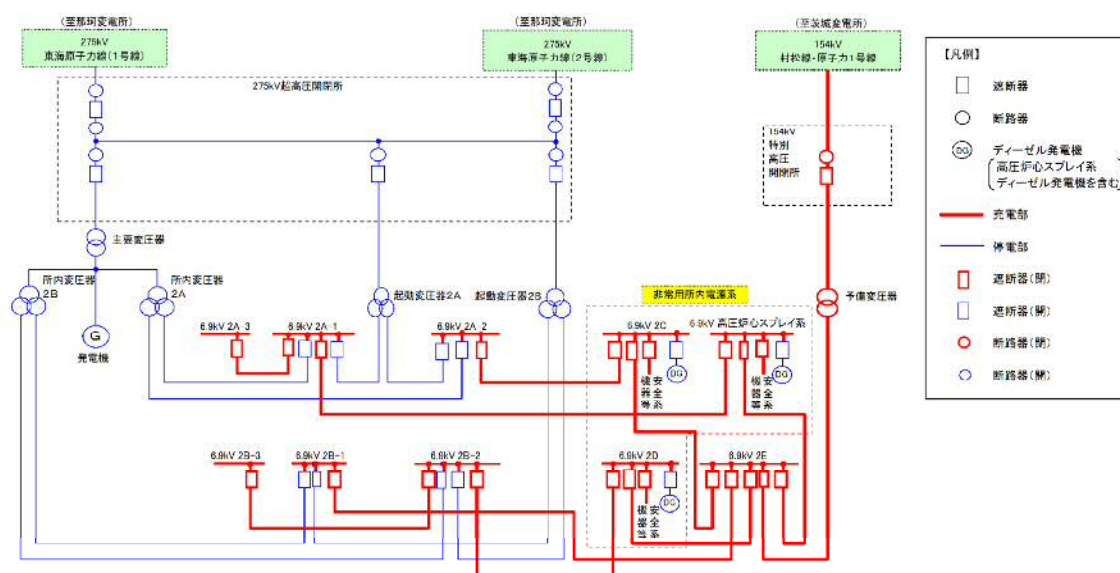 (至那珂変電所)
275kV
東海原子力線(1号線)
(至那珂変電所)
275kV
東海原子力線(2号線)
(至茨城変電所)
154kV
村松線・原子力1号線
275kV超高圧開閉所
154kV
特別
高圧
開閉所
主要変圧器
所内変圧器
2B
所内変圧器
2A
起動変圧器2A
起動変圧器2B
予備変圧器
G
発電機
非常用所内電源系
6.9kV 2A-3
6.9kV 2A-1
6.9kV 2A-2
6.9kV 2C
6.9kV 高圧炉心スプレイ系
DG
安全系
機器等
DG
安全系
機器等
6.9kV 2B-3
6.9kV 2B-1
6.9kV 2B-2
6.9kV 2D
6.9kV 2E
DG
安全系
機器等
【凡例】
遮断器
断路器
DG
ディーゼル発電機
高圧炉心スプレイ系
ディーゼル発電機を含む
充電部
停電部
遮断器(閉)
遮断器(開)
断路器(閉)
断路器(開)